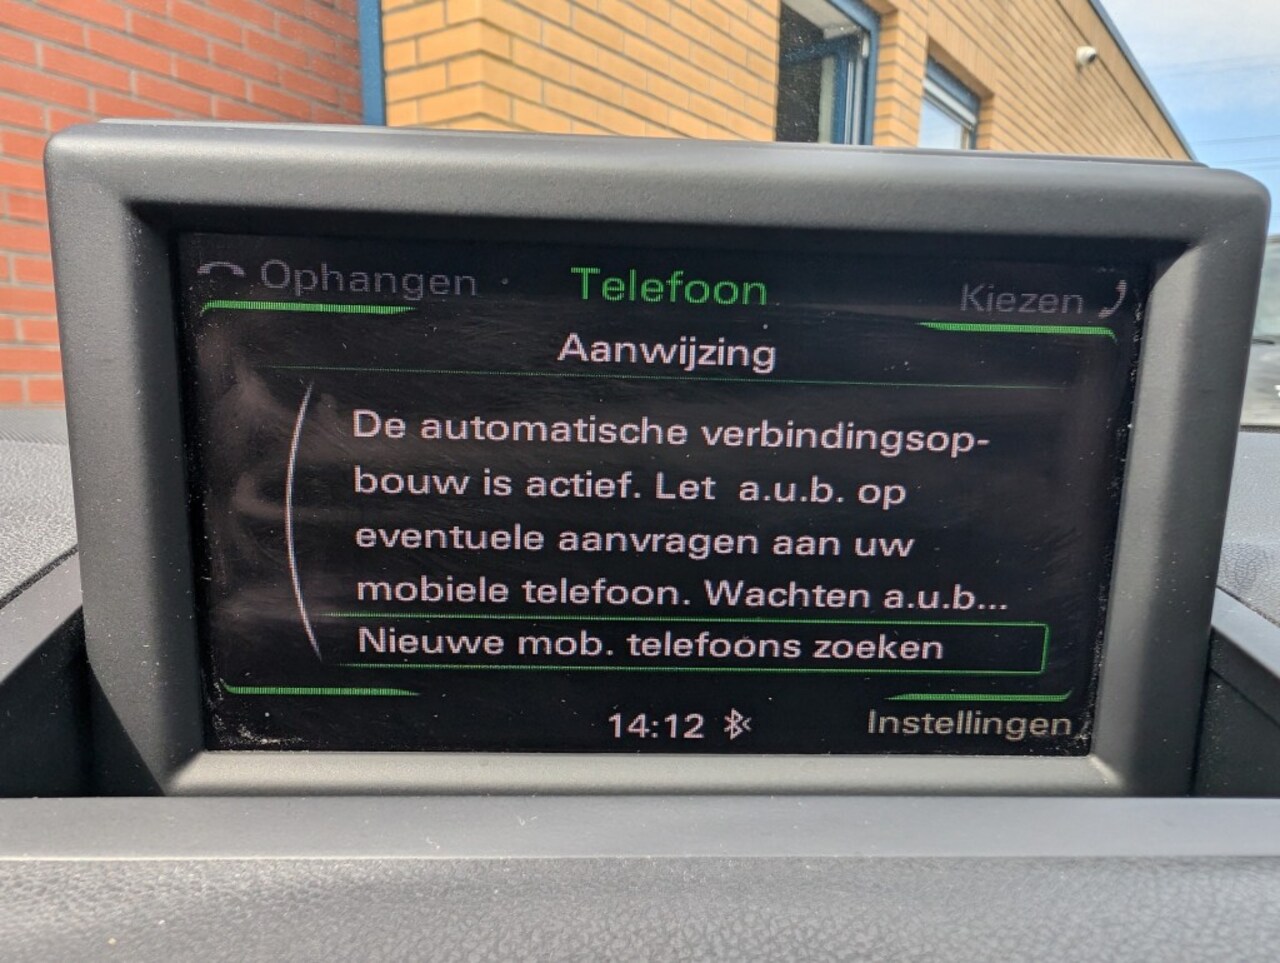 Ophangen Telefoon Kiezen
Aanwijzing
De automatische verbindingsop-
bouw is actief. Let a.u.b. op
eventuele aanvragen aan uw
mobiele telefoon. Wachten a.u.b...
Nieuwe mob. telefoons zoeken
14:12 Instellingen